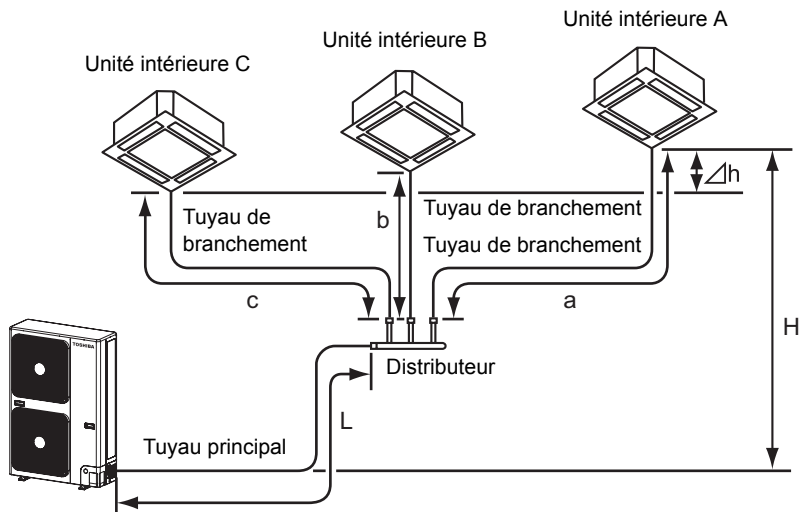 Unité intérieure A
Unité intérieure B
Unité intérieure C
⊿h
Tuyau de
branchement
b
Tuyau de branchement
Tuyau de branchement
c
a
H
TOSHIBA
Distributeur
L
Tuyau principal